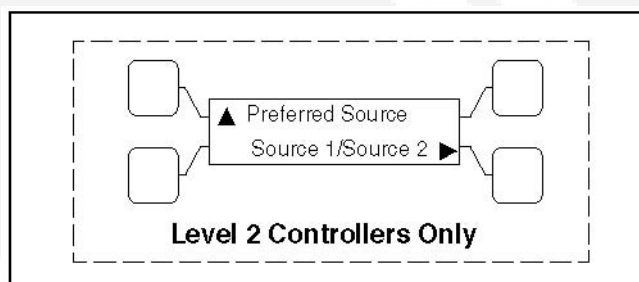 ▲ Preferred Source
Source 1/Source 2 ►
Level 2 Controllers Only